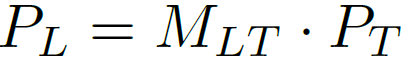 P_L = M_{LT} · P_T